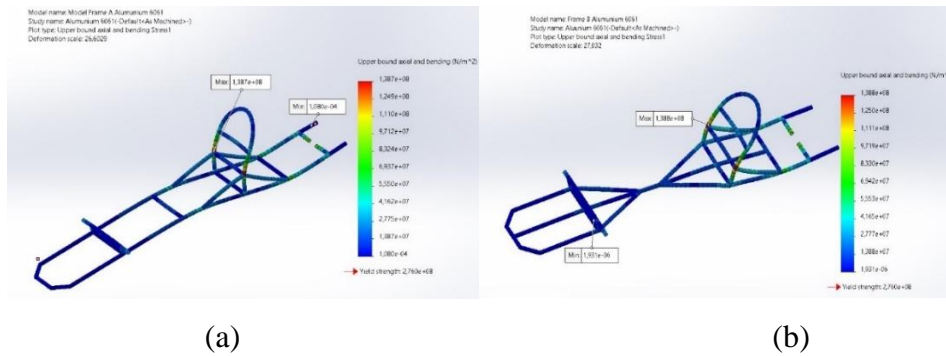 Model name: Frame A Alumunium 6061
Study name: Alumunium 6061(-Default<As Machined>-)
Plot type: Upper bound axial and bending Stress1
Deformation scale: 26,6025
Upper bound axial and bending (N/m^2)
Max: 1,387e+08
Min: 1,080e-04
1,387e+08
1,249e+08
1,110e+08
9,712e+07
8,324e+07
6,937e+07
5,550e+07
4,162e+07
2,775e+07
1,387e+07
1,080e-04
Yield strength: 2,760e+08
(a)
Model name: Frame B Alumunium 6061
Study name: Alumunium 6061(-Default<As Machined>-)
Plot type: Upper bound axial and bending Stress1
Deformation scale: 27,032
Upper bound axial and bending (N/m
Max: 1,388e+08
Min: 1,931e-06
1,388e+08
1,250e+08
1,111e+08
9,719e+07
8,330e+07
6,942e+07
5,553e+07
4,165e+07
2,777e+07
1,388e+07
1,931e-06
Yield strength: 2,760e+08
(b)